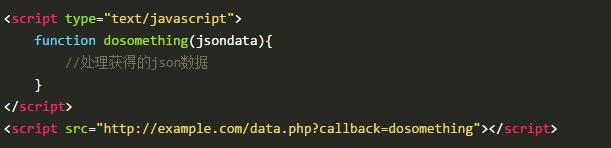 <script type="text/javascript">
function dosomething(jsondata){
//处理获得的json数据
}
</script>
<script src="http://example.com/data.php?callback=dosomething"></script>